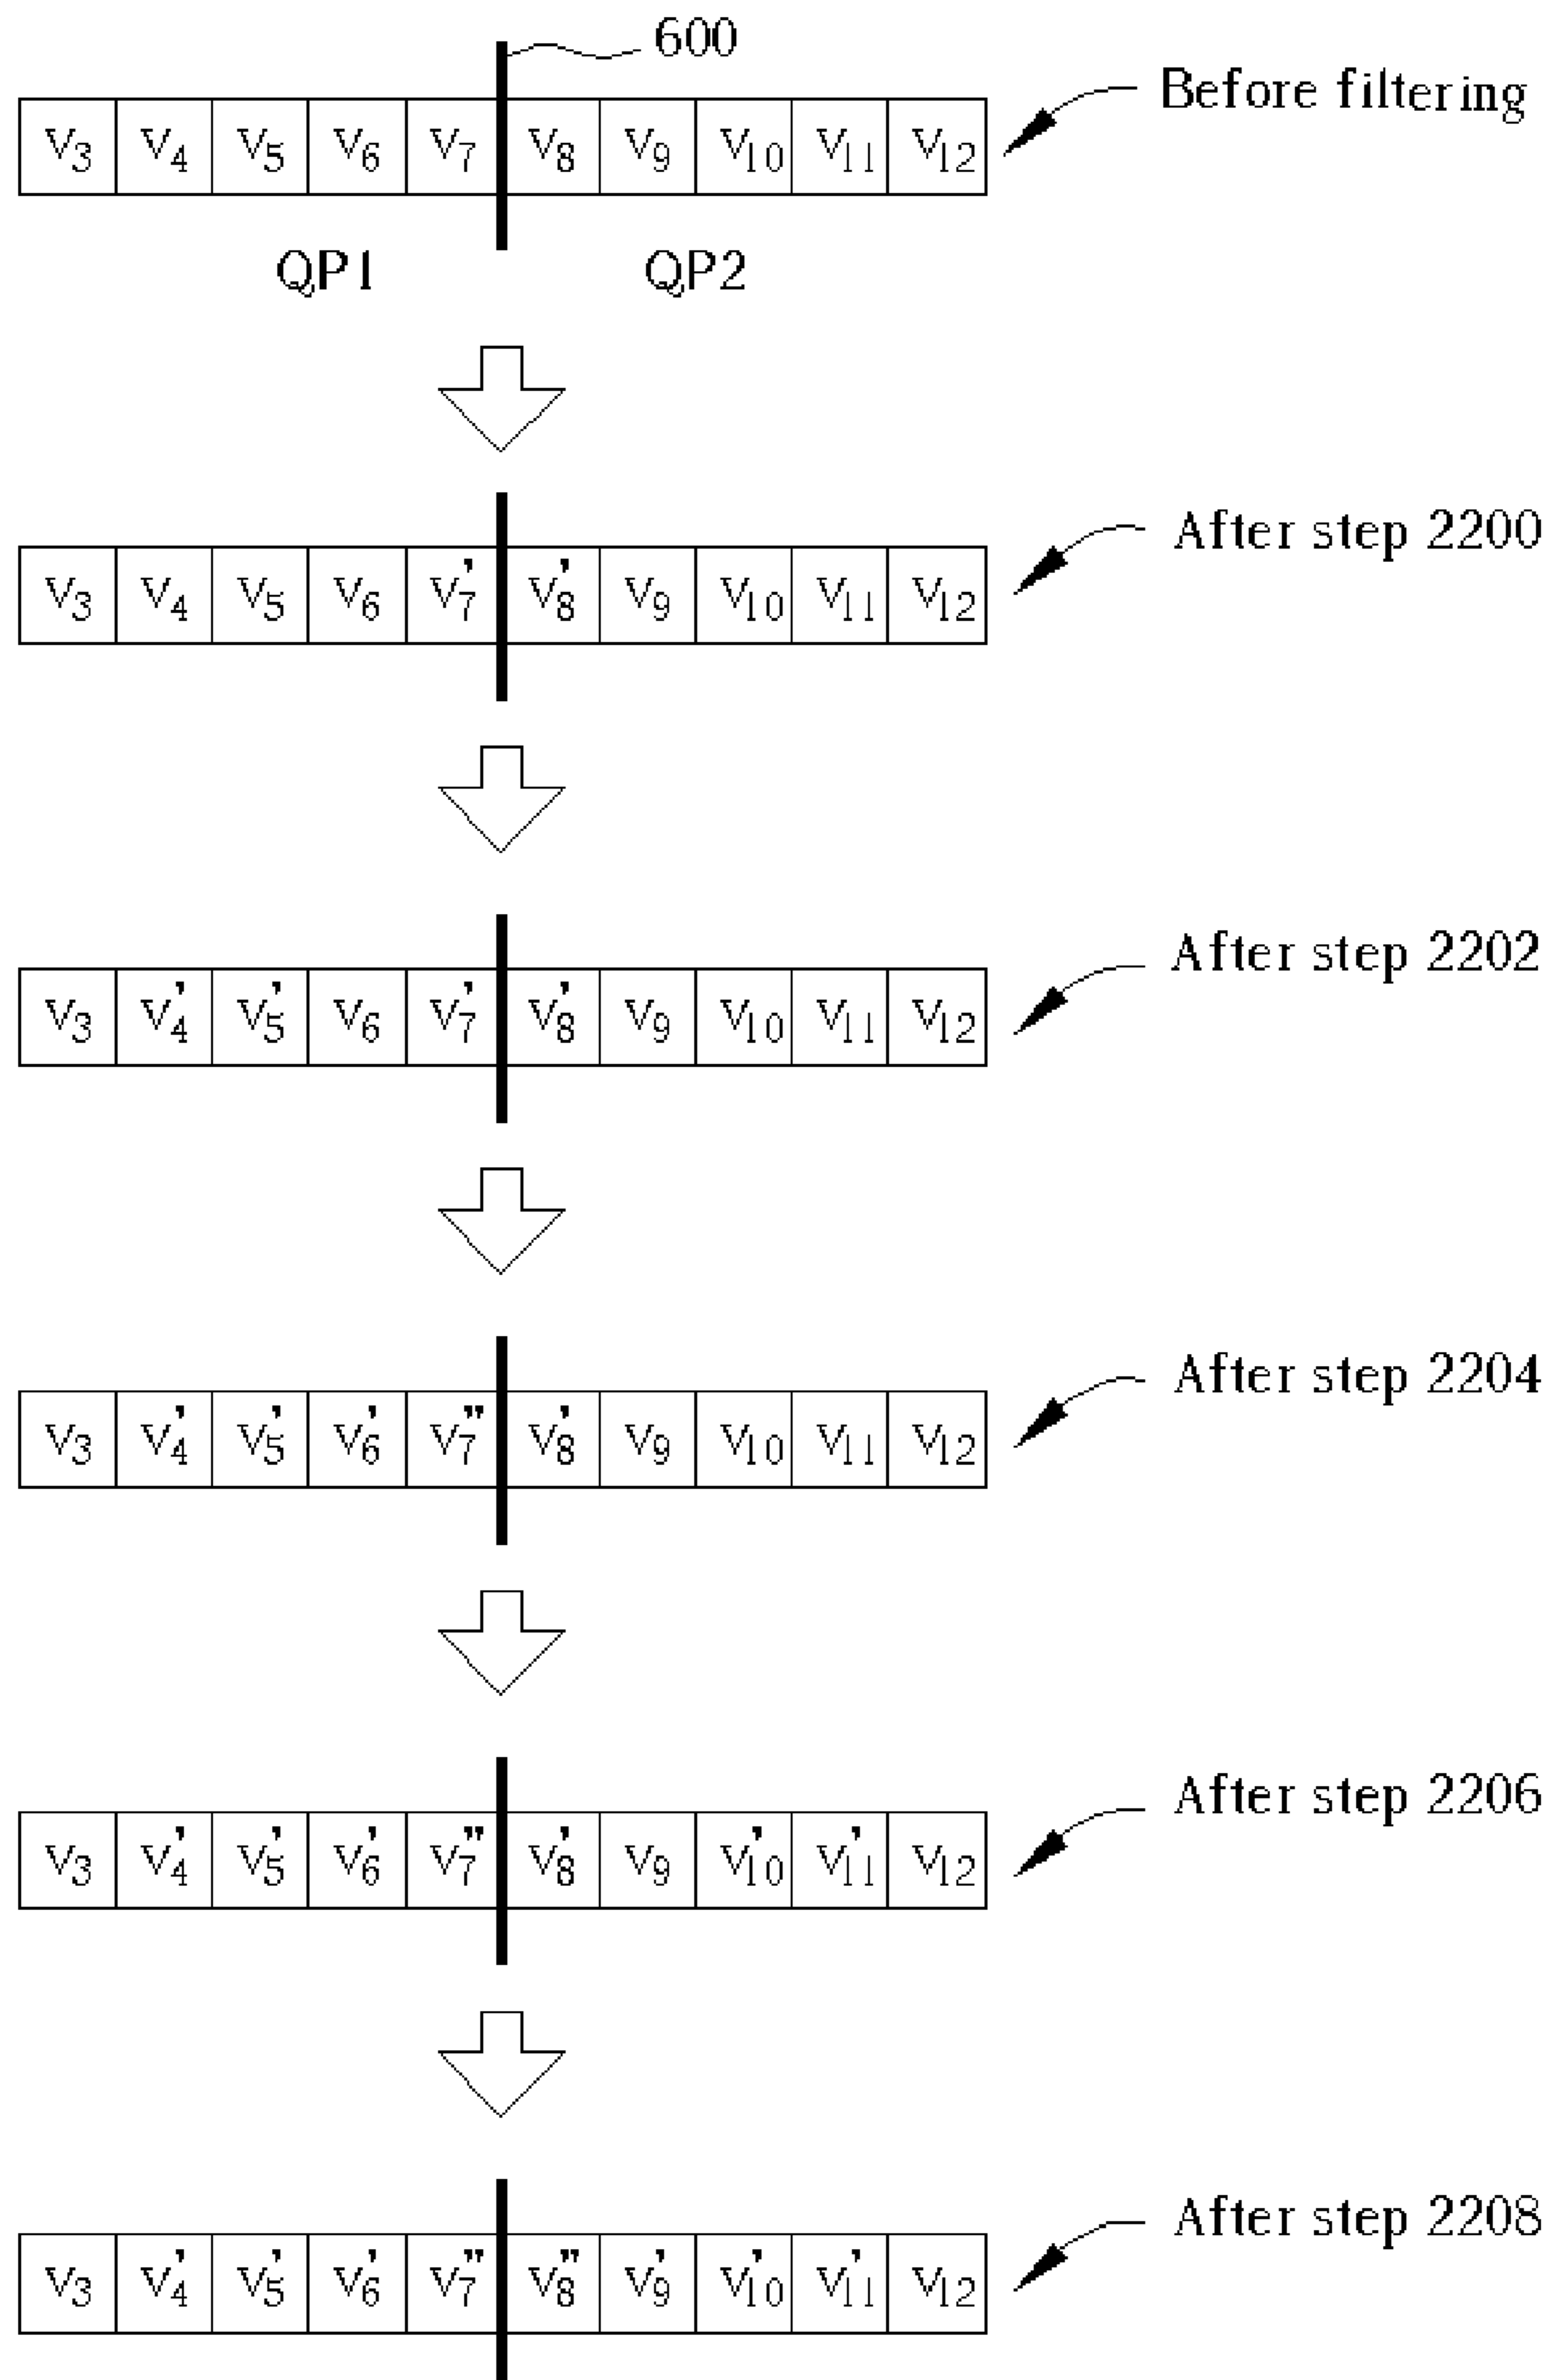 600
Before filtering
V3 V4 V5 V6 V7 V8 V9 V10 V11 V12
QP1 QP2
After step 2200
V3 V4 V5 V6 V7' V8' V9 V10 V11 V12
After step 2202
V3 V4' V5' V6 V7' V8' V9 V10 V11 V12
After step 2204
V3 V4' V5' V6' V7" V8' V9 V10 V11 V12
After step 2206
V3 V4' V5' V6' V7" V8' V9 V10' V11' V12
After step 2208
V3 V4' V5' V6' V7" V8" V9' V10' V11' V12